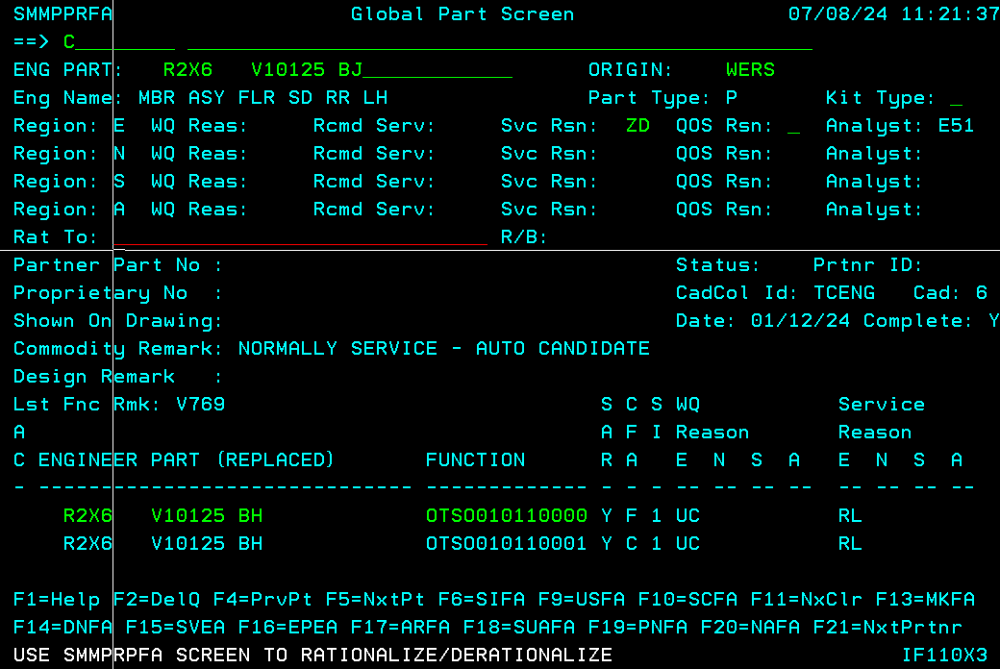 SMMPPRFA Global Part Screen 07/08/24 11:21:37
==> C________ __________________________________________________
ENG PART: R2X6 V10125 BJ____________ ORIGIN: WERS
Eng Name: MBR ASY FLR SD RR LH Part Type: P Kit Type: _
Region: E WQ Reas: Rcmd Serv: Svc Rsn: ZD QOS Rsn: _ Analyst: E51
Region: N WQ Reas: Rcmd Serv: Svc Rsn: QOS Rsn: Analyst:
Region: S WQ Reas: Rcmd Serv: Svc Rsn: QOS Rsn: Analyst:
Region: A WQ Reas: Rcmd Serv: Svc Rsn: QOS Rsn: Analyst:
Rat To: ______________________________ R/B:
Partner Part No : Status: Prtnr ID:
Proprietary No : CadCol Id: TCENG Cad: 6
Shown On Drawing: Date: 01/12/24 Complete: Y
Commodity Remark: NORMALLY SERVICE - AUTO CANDIDATE
Design Remark :
Lst Fnc Rmk: V769 S C S WQ Service
A A F I Reason Reason
C ENGINEER PART (REPLACED) FUNCTION R A E N S A E N S A
- ------------------------------ ------------- - - - -- -- -- -- -- -- -- --
R2X6 V10125 BH OTSO010110000 Y F 1 UC RL
R2X6 V10125 BH OTSO010110001 Y C 1 UC RL
F1=Help F2=DelQ F4=PrvPt F5=NxtPt F6=SIFA F9=USFA F10=SCFA F11=NxClr F13=MKFA
F14=DNFA F15=SVEA F16=EPEA F17=ARFA F18=SUAFA F19=PNFA F20=NAFA F21=NxtPrtnr
USE SMMPRPFA SCREEN TO RATIONALIZE/DERATIONALIZE IF110X3